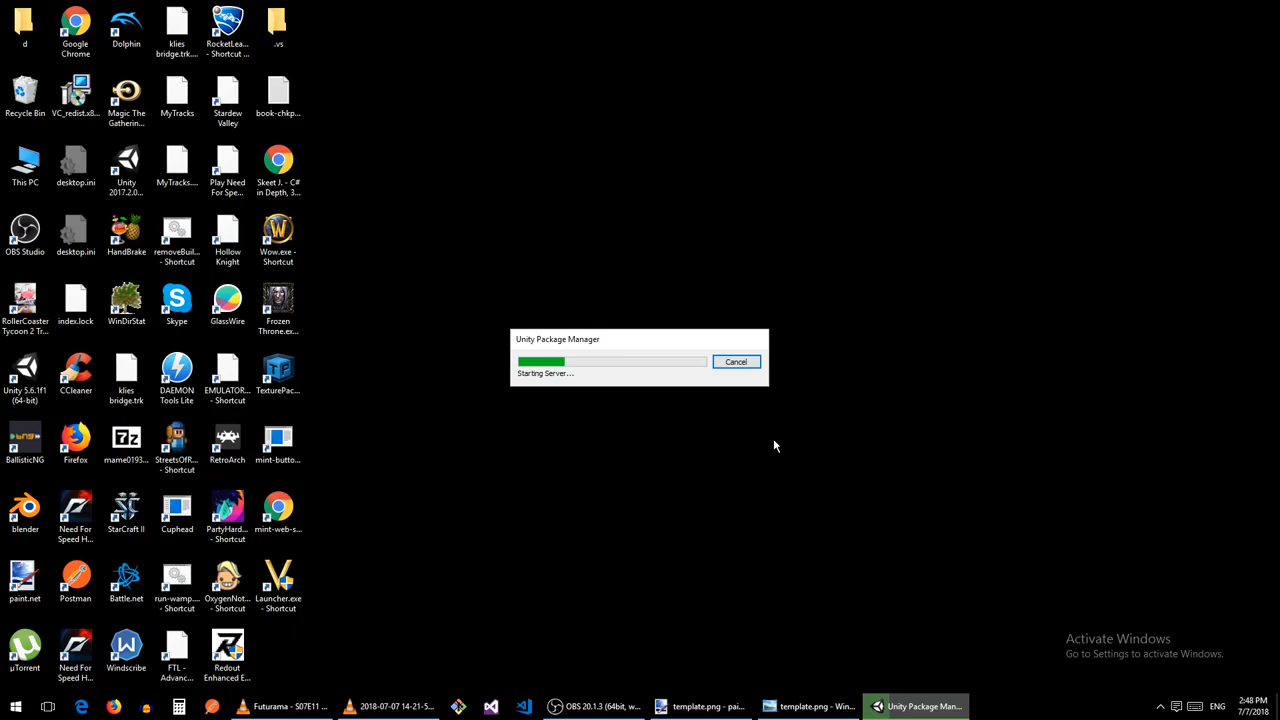 d
Google
Chrome
Dolphin
klies
bridge.trk....
RocketLea...
- Shortcut ...
.vs
Recycle Bin
VC_redist.x8...
Magic The
Gatherin...
MyTracks
Stardew
Valley
book-chkp...
This PC
desktop.ini
Unity
2017.2.0...
MyTracks....
Play Need
For Spe...
Skeet J. - C#
in Depth, 3...
OBS Studio
desktop.ini
HandBrake
removeBuil...
- Shortcut
Hollow
Knight
Wow.exe -
Shortcut
RollerCoaster
Tycoon 2 Tr...
index.lock
WinDirStat
Skype
GlassWire
Frozen
Throne.ex...
Unity 5.6.1f1
(64-bit)
CCleaner
klies
bridge.trk
DAEMON
Tools Lite
EMULATOR...
- Shortcut
TexturePac...
BallisticNG
Firefox
mame0193...
StreetsOfR...
- Shortcut
RetroArch
mint-butto...
blender
Need For
Speed H...
StarCraft II
Cuphead
PartyHard...
- Shortcut
mint-web-s...
paint.net
Postman
Battle.net
run-wamp....
- Shortcut
OxygenNot...
- Shortcut
Launcher.exe
- Shortcut
µTorrent
Need For
Speed H...
Windscribe
FTL -
Advanc...
Redout
Enhanced E...
Unity Package Manager
Cancel
Starting Server...
Activate Windows
Go to Settings to activate Windows.
Futurama - S07E11 ...
2018-07-07 14-21-5...
OBS 20.1.3 (64bit, w...
template.png - pai...
template.png - Win...
Unity Package Man...
ENG
2:48 PM
7/7/2018